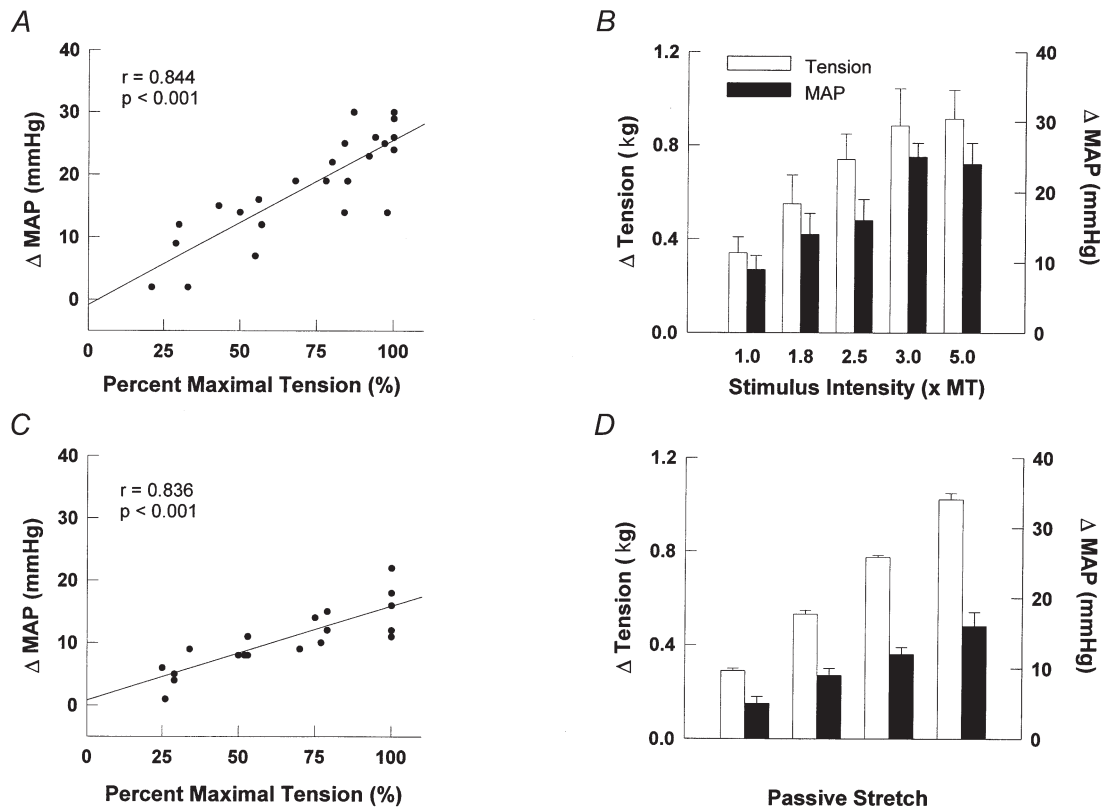 A
40
30
20
10
0
Δ MAP (mmHg)
r = 0.844
p < 0.001
0 25 50 75 100
Percent Maximal Tension (%)
B
1.2
0.8
0.4
0.0
Δ Tension ( kg)
Tension
MAP
40
30
20
10
0
Δ MAP (mmHg)
1.0 1.8 2.5 3.0 5.0
Stimulus Intensity (x MT)
C
40
30
20
10
0
Δ MAP (mmHg)
r = 0.836
p < 0.001
0 25 50 75 100
Percent Maximal Tension (%)
D
1.2
0.8
0.4
0.0
Δ Tension ( kg)
40
30
20
10
0
Δ MAP (mmHg)
Passive Stretch